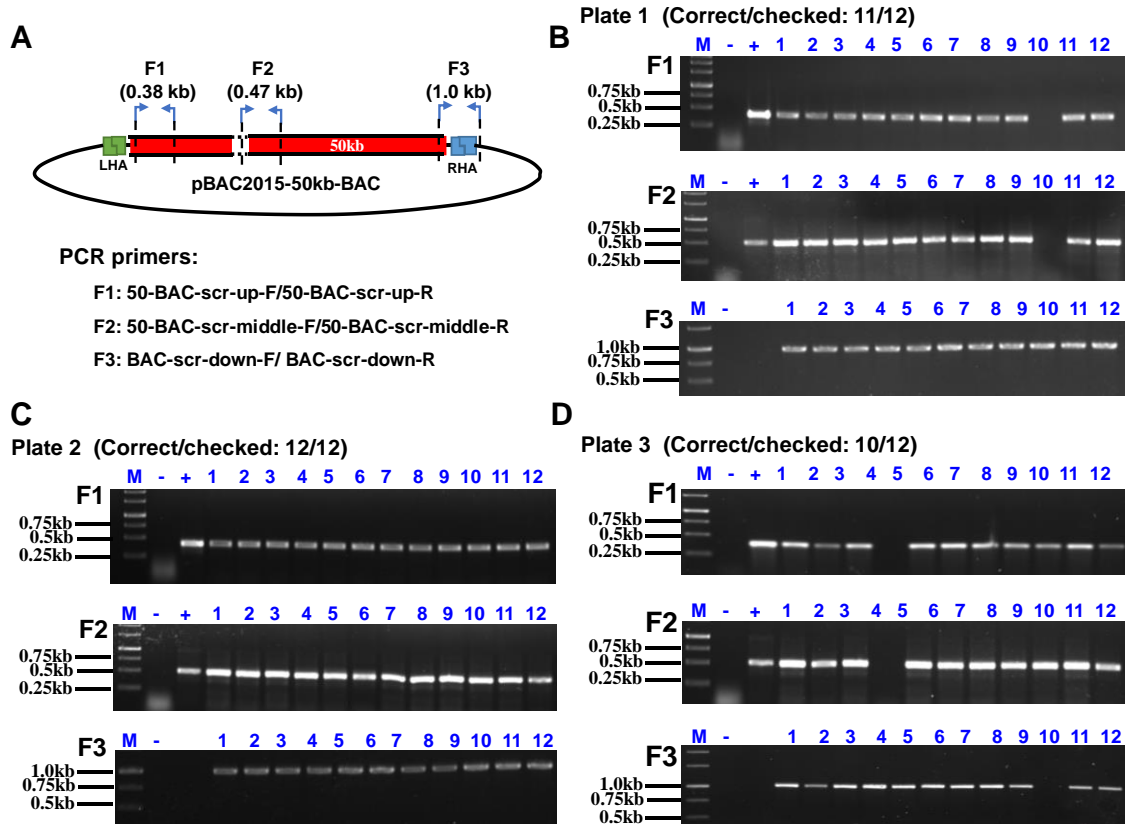 A
F1 F2 F3
(0.38 kb) (0.47 kb) (1.0 kb)
50kb
LHA RHA
pBAC2015-50kb-BAC
PCR primers:
F1: 50-BAC-scr-up-F/50-BAC-scr-up-R
F2: 50-BAC-scr-middle-F/50-BAC-scr-middle-R
F3: BAC-scr-down-F/ BAC-scr-down-R
B
Plate 1 (Correct/checked: 11/12)
F1 M - + 1 2 3 4 5 6 7 8 9 10 11 12
0.75kb
0.5kb
0.25kb
F2 M - + 1 2 3 4 5 6 7 8 9 10 11 12
0.75kb
0.5kb
0.25kb
F3 M - 1 2 3 4 5 6 7 8 9 10 11 12
1.0kb
0.75kb
0.5kb
C
Plate 2 (Correct/checked: 12/12)
F1 M - + 1 2 3 4 5 6 7 8 9 10 11 12
0.75kb
0.5kb
0.25kb
F2 M - + 1 2 3 4 5 6 7 8 9 10 11 12
0.75kb
0.5kb
0.25kb
F3 M - 1 2 3 4 5 6 7 8 9 10 11 12
1.0kb
0.75kb
0.5kb
D
Plate 3 (Correct/checked: 10/12)
F1 M - + 1 2 3 4 5 6 7 8 9 10 11 12
0.75kb
0.5kb
0.25kb
F2 M - + 1 2 3 4 5 6 7 8 9 10 11 12
0.75kb
0.5kb
0.25kb
F3 M - 1 2 3 4 5 6 7 8 9 10 11 12
1.0kb
0.75kb
0.5kb